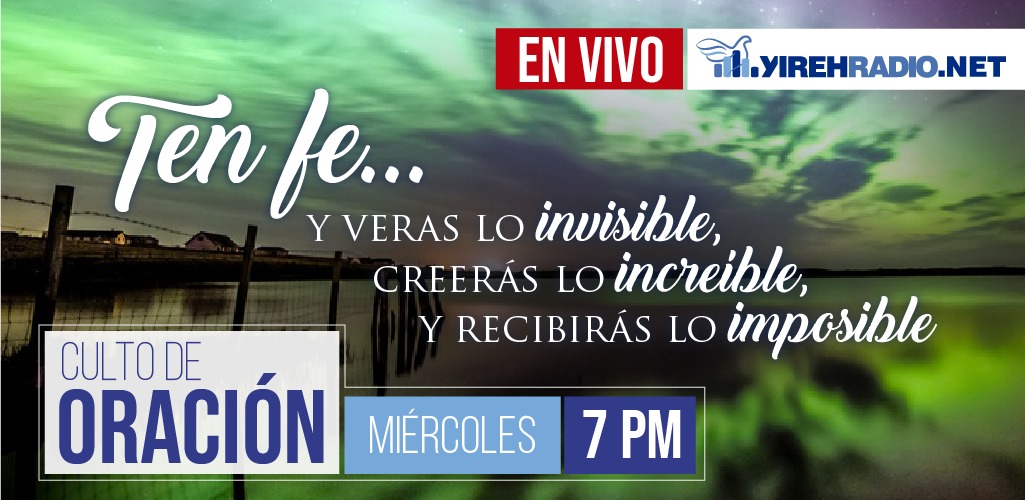 EN VIVO
YIREHRADIO.NET
Ten fe...
Y VERAS LO invisible,
CREERÁS LO increíble,
Y RECIBIRÁS LO imposible
CULTO DE
ORACIÓN
MIÉRCOLES
7 PM